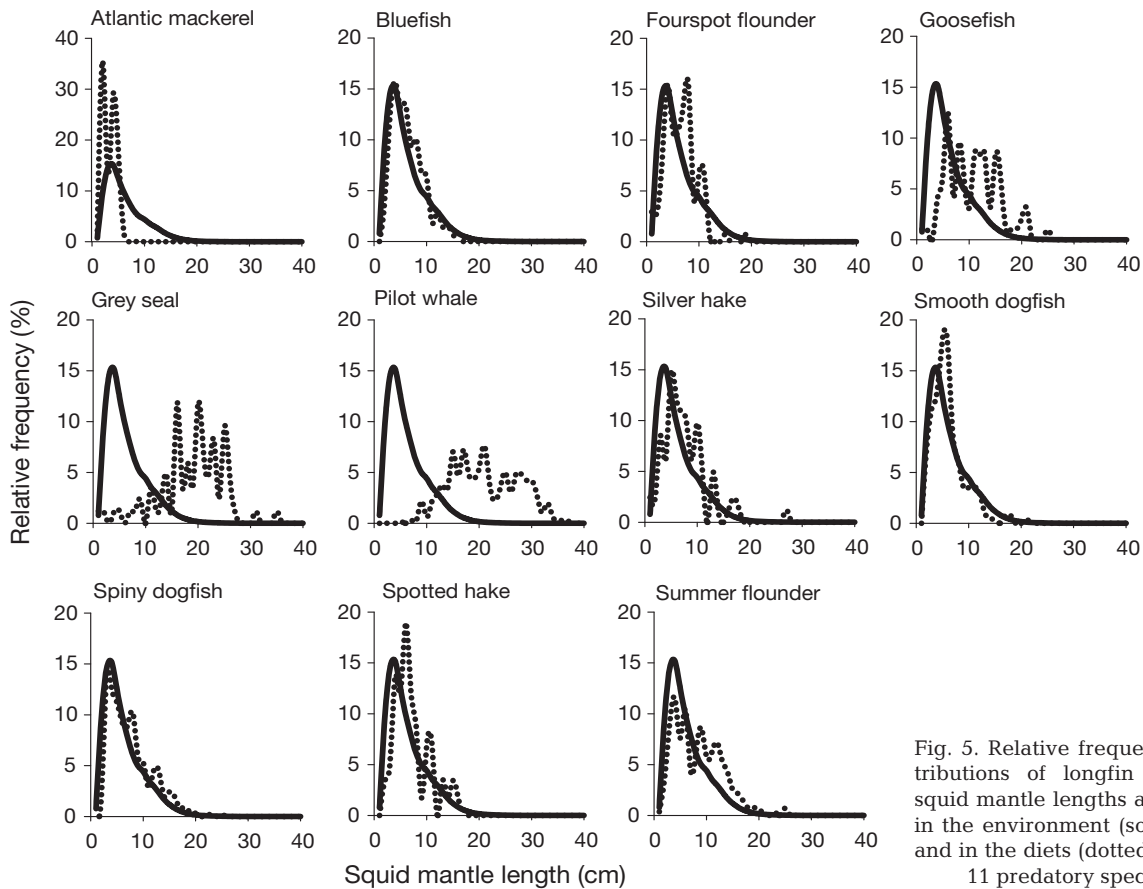 Atlantic mackerel
Bluefish
Fourspot flounder
Goosefish
40
30
20
10
0
0 10 20 30 40
20
15
10
5
0
0 10 20 30 40
20
15
10
5
0
0 10 20 30 40
20
15
10
5
0
0 10 20 30 40
Grey seal
Pilot whale
Silver hake
Smooth dogfish
Relative frequency (%)
20
15
10
5
0
0 10 20 30 40
20
15
10
5
0
0 10 20 30 40
20
15
10
5
0
0 10 20 30 40
20
15
10
5
0
0 10 20 30 40
Spiny dogfish
Spotted hake
Summer flounder
20
15
10
5
0
0 10 20 30 40
20
15
10
5
0
0 10 20 30 40
20
15
10
5
0
0 10 20 30 40
Squid mantle length (cm)
Fig. 5. Relative freque
tributions of longfin
squid mantle lengths a
in the environment (so
and in the diets (dotted
11 predatory spec